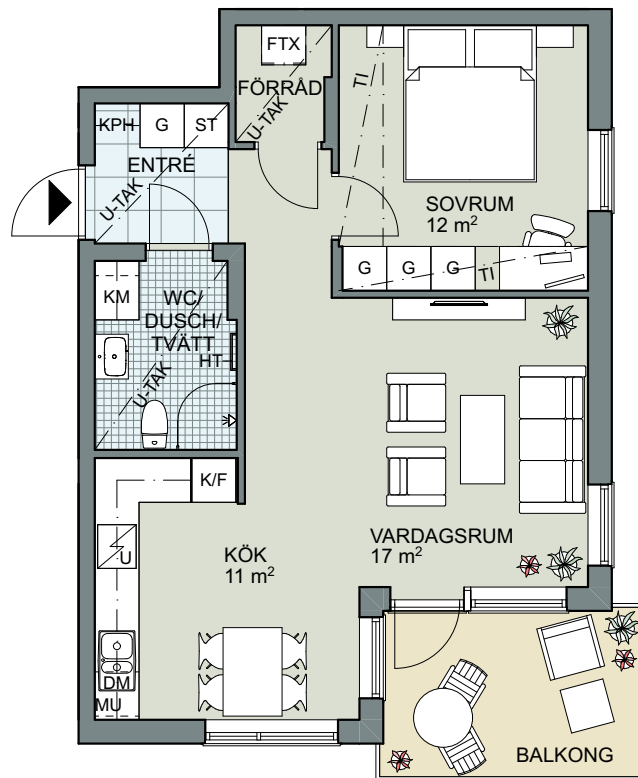 FTX
FÖRRÅD
U-TAK
TI
KPH
G
ST
ENTRÉ
U-TAK
SOVRUM
12 m²
G
G
G
TI
KM
WC/
DUSCH/
TVÄTT
HT
U-TAK
K/F
U
KÖK
11 m²
VARDAGSRUM
17 m²
DM
MU
BALKONG